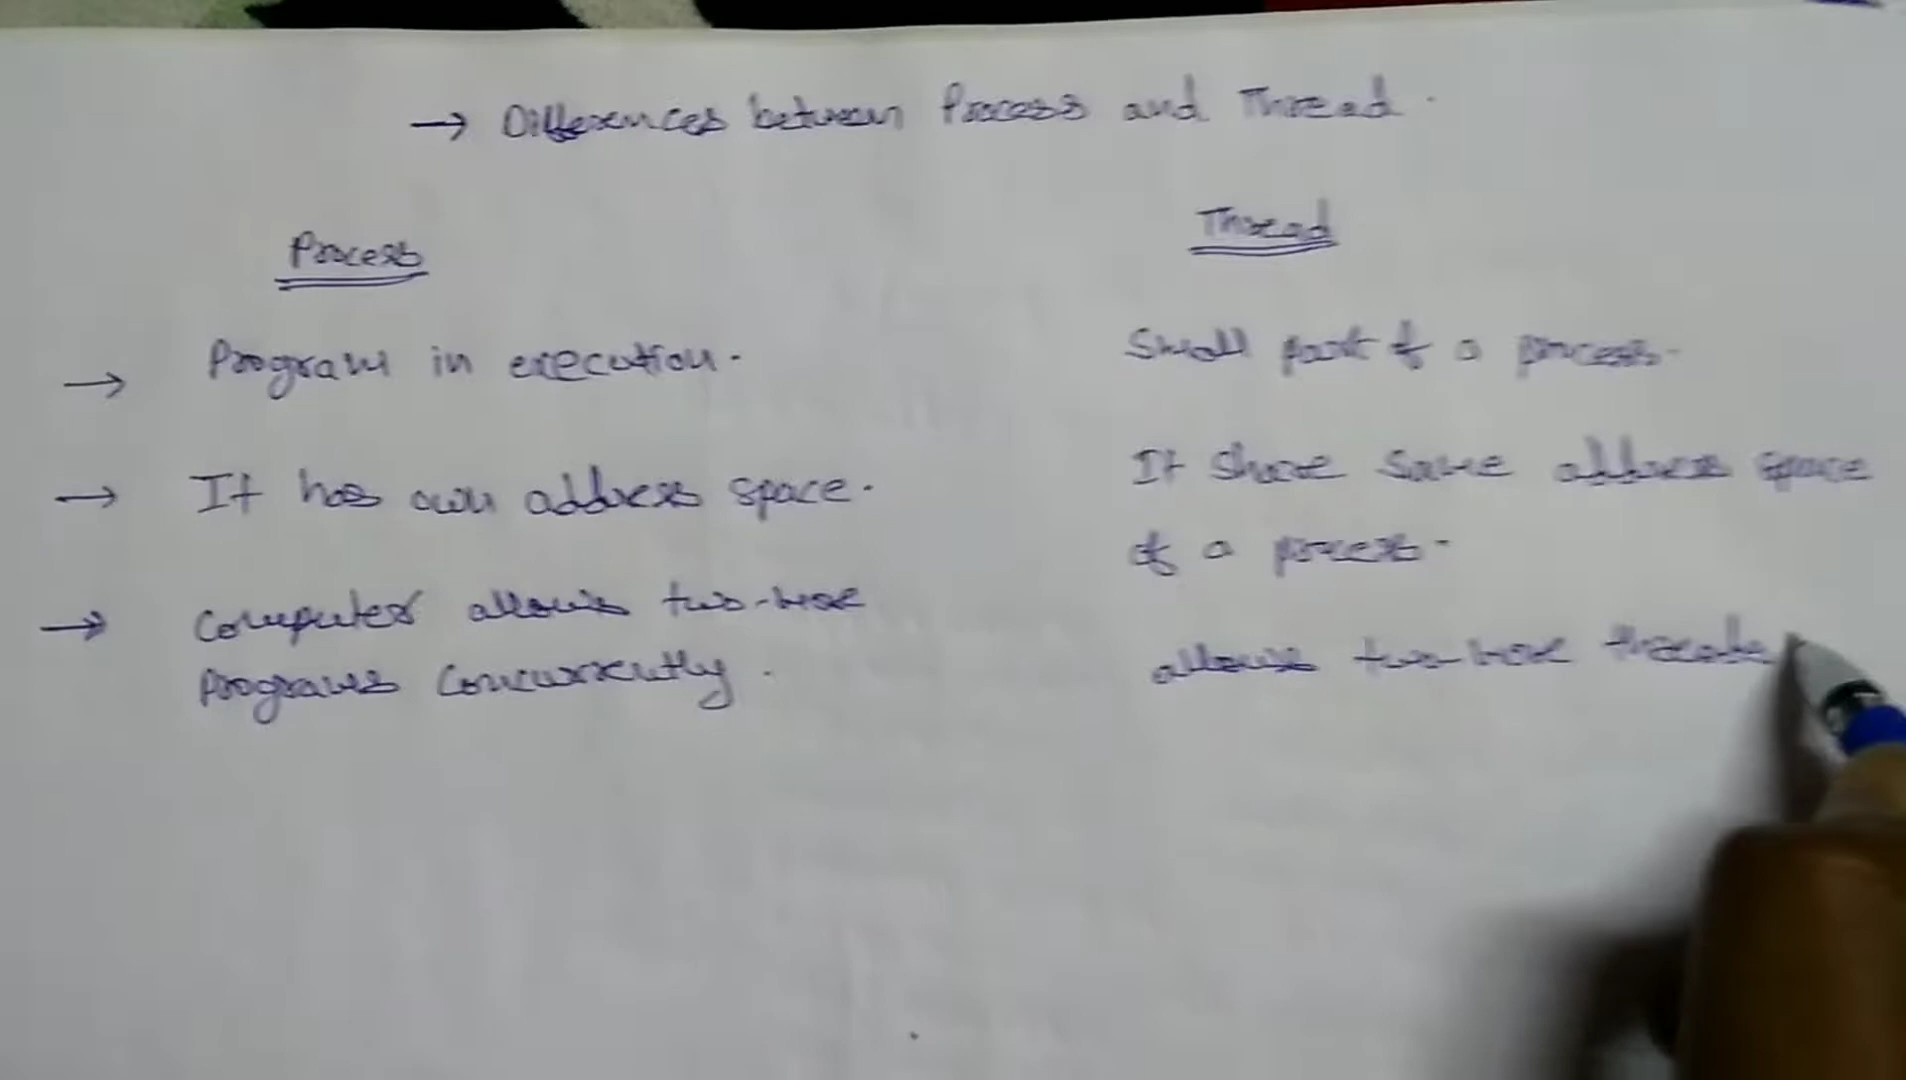 → Differences between Process and Thread.
Process
Thread
→ Program in execution.
Small part of a process.
→ It has own address space.
It share same address space
of a process.
→ Computer allows two-more
programs concurrently.
allows two-more threads